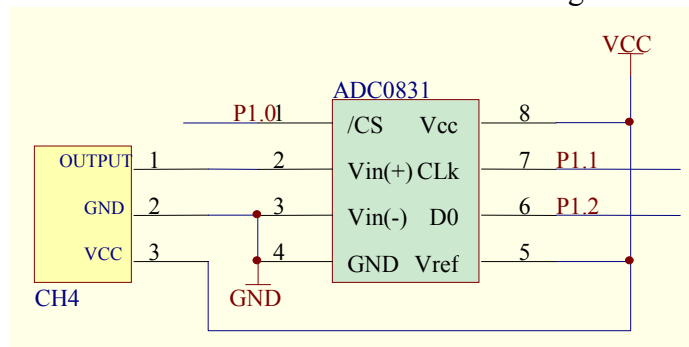 VCC
ADC0831
P1.0 1 /CS Vcc 8
OUTPUT 1 2 Vin(+) CLk 7 P1.1
GND 2 3 Vin(-) D0 6 P1.2
VCC 3 4 GND Vref 5
CH4 GND